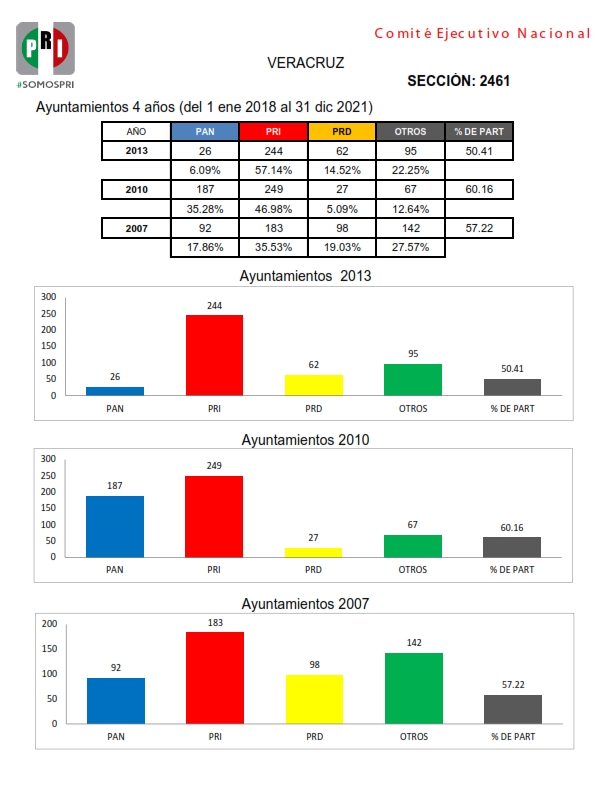 Comité Ejecutivo Nacional
PRI
#SOMOSPRI
VERACRUZ
SECCIÓN: 2461
Ayuntamientos 4 años (del 1 ene 2018 al 31 dic 2021)
AÑO PAN PRI PRD OTROS % DE PART
2013 26 244 62 95 50.41
6.09% 57.14% 14.52% 22.25%
2010 187 249 27 67 60.16
35.28% 46.98% 5.09% 12.64%
2007 92 183 98 142 57.22
17.86% 35.53% 19.03% 27.57%
Ayuntamientos 2013
300
250
200
150
100
50
0
26 244 62 95 50.41
PAN PRI PRD OTROS % DE PART
Ayuntamientos 2010
300
250
200
150
100
50
0
187 249 27 67 60.16
PAN PRI PRD OTROS % DE PART
Ayuntamientos 2007
200
150
100
50
0
92 183 98 142 57.22
PAN PRI PRD OTROS % DE PART